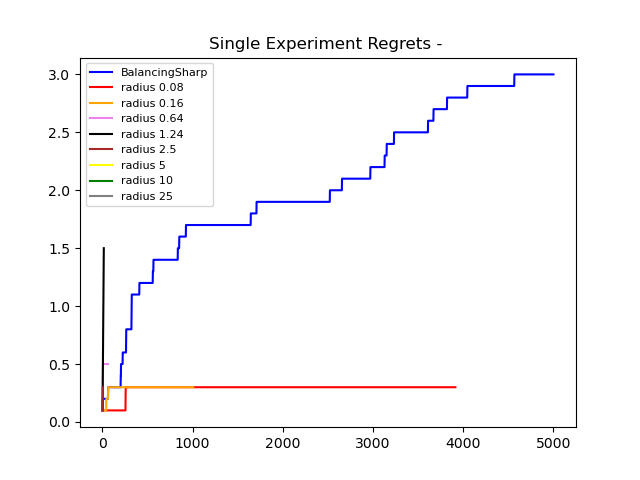 Single Experiment Regrets -
3.0
2.5
2.0
1.5
1.0
0.5
0.0
BalancingSharp
radius 0.08
radius 0.16
radius 0.64
radius 1.24
radius 2.5
radius 5
radius 10
radius 25
0 1000 2000 3000 4000 5000